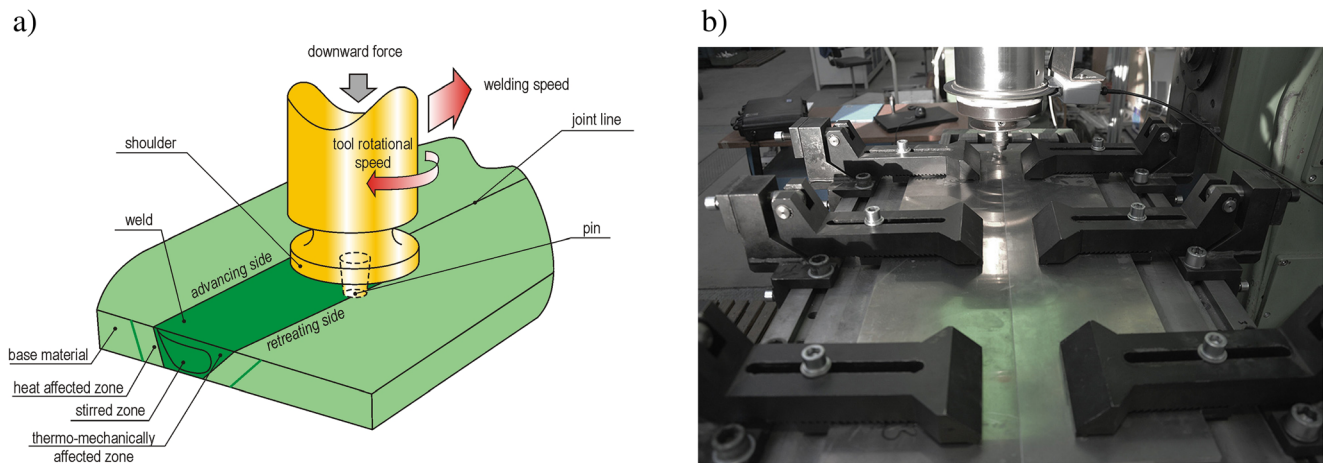 a)
b)
downward force
welding speed
joint line
shoulder
tool rotational
speed
weld
pin
advancing side
retreating side
base material
heat affected zone
stirred zone
thermo-mechanically
affected zone